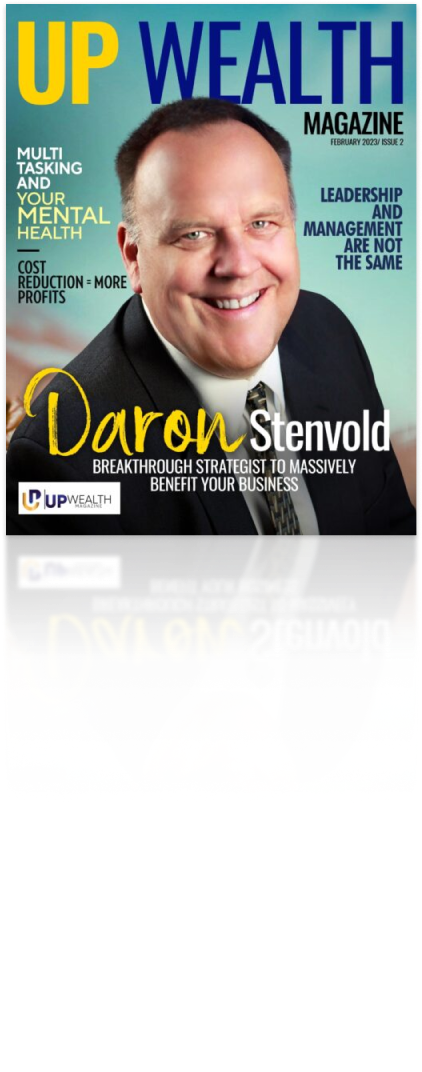 UP WEALTH
MAGAZINE
FEBRUARY 2023/ ISSUE 2
MULTI
TASKING
AND
YOUR
MENTAL
HEALTH
COST
REDUCTION = MORE
PROFITS
LEADERSHIP
AND
MANAGEMENT
ARE NOT
THE SAME
Daron Stenvold
BREAKTHROUGH STRATEGIST TO MASSIVELY
BENEFIT YOUR BUSINESS
UPWEALTH
MAGAZINE